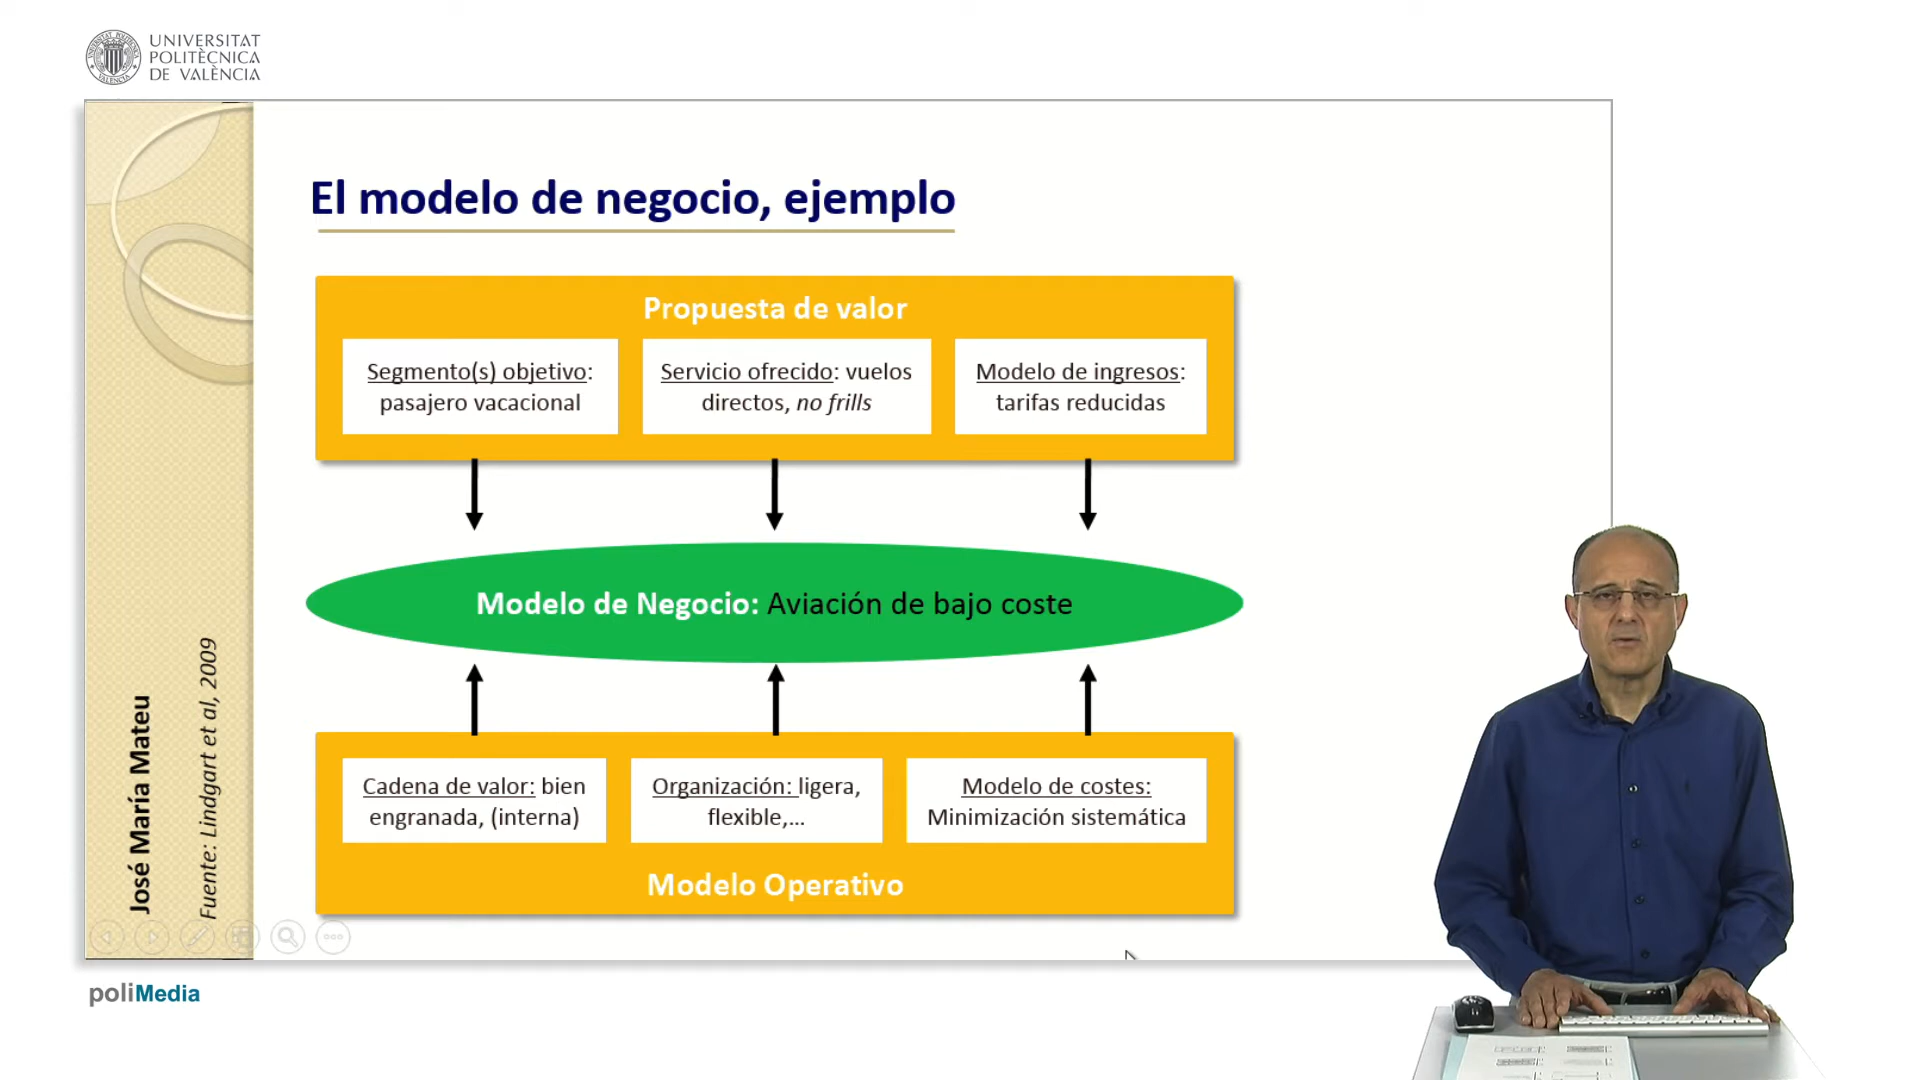 UNIVERSITAT
POLITÈCNICA
DE VALÈNCIA
El modelo de negocio, ejemplo
Propuesta de valor
Segmento(s) objetivo:
pasajero vacacional
Servicio ofrecido: vuelos
directos, no frills
Modelo de ingresos:
tarifas reducidas
Modelo de Negocio: Aviación de bajo coste
Cadena de valor: bien
engranada, (interna)
Organización: ligera,
flexible,...
Modelo de costes:
Minimización sistemática
Modelo Operativo
José María Mateu
Fuente: Lindgart et al, 2009
poliMedia